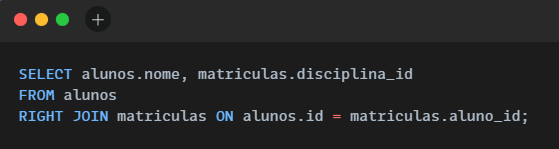 SELECT alunos.nome, matriculas.disciplina_id
FROM alunos
RIGHT JOIN matriculas ON alunos.id = matriculas.aluno_id;